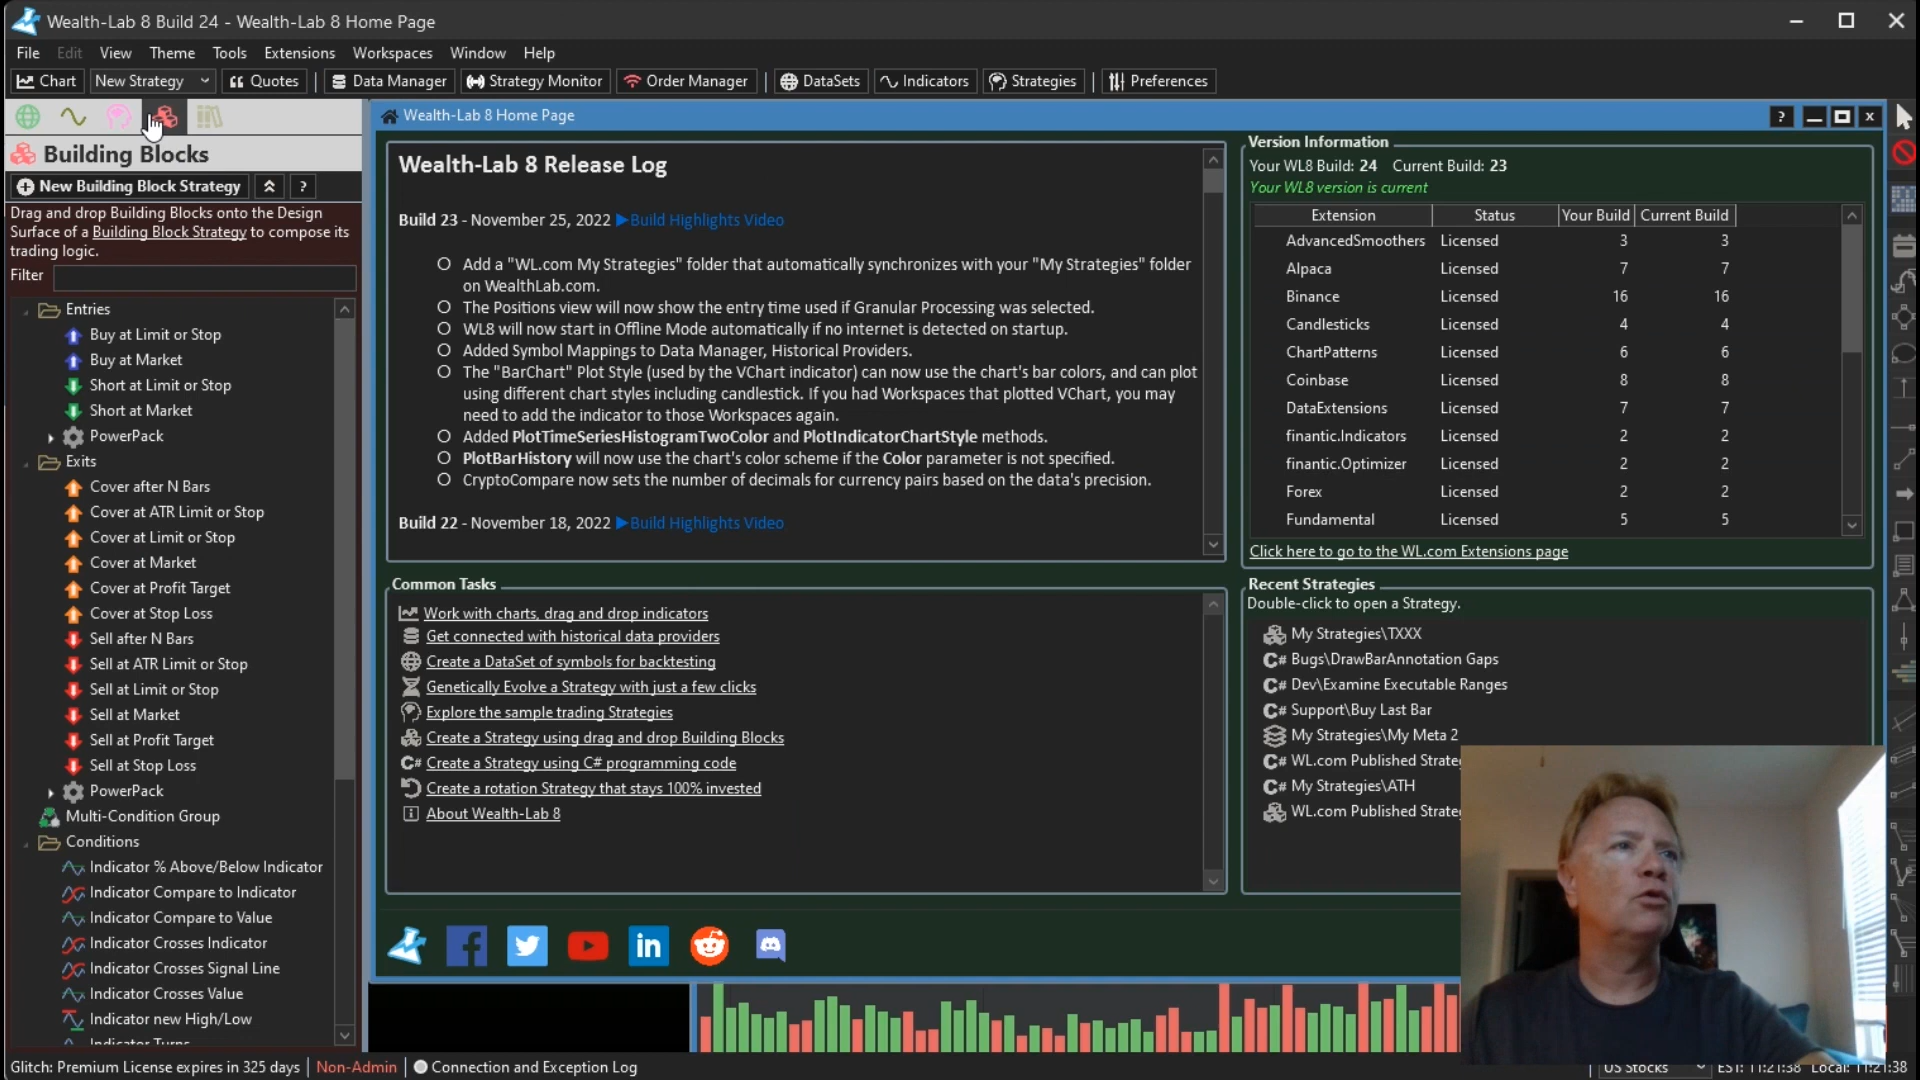 Wealth-Lab 8 Build 24 - Wealth-Lab 8 Home Page
File Edit View Theme Tools Extensions Workspaces Window Help
Chart New Strategy Quotes Data Manager Strategy Monitor Order Manager DataSets Indicators Strategies Preferences
Building Blocks
New Building Block Strategy ?
Drag and drop Building Blocks onto the Design
Surface of a Building Block Strategy to compose its
trading logic.
Filter
Entries
Buy at Limit or Stop
Buy at Market
Short at Limit or Stop
Short at Market
PowerPack
Exits
Cover after N Bars
Cover at ATR Limit or Stop
Cover at Limit or Stop
Cover at Market
Cover at Profit Target
Cover at Stop Loss
Sell after N Bars
Sell at ATR Limit or Stop
Sell at Limit or Stop
Sell at Market
Sell at Profit Target
Sell at Stop Loss
PowerPack
Multi-Condition Group
Conditions
Indicator % Above/Below Indicator
Indicator Compare to Indicator
Indicator Compare to Value
Indicator Crosses Indicator
Indicator Crosses Signal Line
Indicator Crosses Value
Indicator new High/Low
Indicator Turns
Wealth-Lab 8 Home Page
?
x
Wealth-Lab 8 Release Log
Build 23 - November 25, 2022 ▶Build Highlights Video
Add a "WL.com My Strategies" folder that automatically synchronizes with your "My Strategies" folder
on WealthLab.com.
The Positions view will now show the entry time used if Granular Processing was selected.
WL8 will now start in Offline Mode automatically if no internet is detected on startup.
Added Symbol Mappings to Data Manager, Historical Providers.
The "BarChart" Plot Style (used by the VChart indicator) can now use the chart's bar colors, and can plot
using different chart styles including candlestick. If you had Workspaces that plotted VChart, you may
need to add the indicator to those Workspaces again.
Added PlotTimeSeriesHistogramTwoColor and PlotIndicatorChartStyle methods.
PlotBarHistory will now use the chart's color scheme if the Color parameter is not specified.
CryptoCompare now sets the number of decimals for currency pairs based on the data's precision.
Build 22 - November 18, 2022 ▶Build Highlights Video
Version Information
Your WL8 Build: 24 Current Build: 23
Your WL8 version is current
Extension Status Your Build Current Build
AdvancedSmoothers Licensed 3 3
Alpaca Licensed 7 7
Binance Licensed 16 16
Candlesticks Licensed 4 4
ChartPatterns Licensed 6 6
Coinbase Licensed 8 8
DataExtensions Licensed 7 7
finantic.Indicators Licensed 2 2
finantic.Optimizer Licensed 2 2
Forex Licensed 2 2
Fundamental Licensed 5 5
Click here to go to the WL.com Extensions page
Common Tasks
Work with charts, drag and drop indicators
Get connected with historical data providers
Create a DataSet of symbols for backtesting
Genetically Evolve a Strategy with just a few clicks
Explore the sample trading Strategies
Create a Strategy using drag and drop Building Blocks
C# Create a Strategy using C# programming code
Create a rotation Strategy that stays 100% invested
About Wealth-Lab 8
Recent Strategies
Double-click to open a Strategy.
My Strategies\TXXX
C# Bugs\DrawBarAnnotation Gaps
C# Dev\Examine Executable Ranges
C# Support\Buy Last Bar
My Strategies\My Meta 2
C# WL.com Published Strate
C# My Strategies\ATH
WL.com Published Strate
in
Glitch: Premium License expires in 325 days Non-Admin Connection and Exception Log
US Stocks EST: 11:21:38 Local: 11:21:38